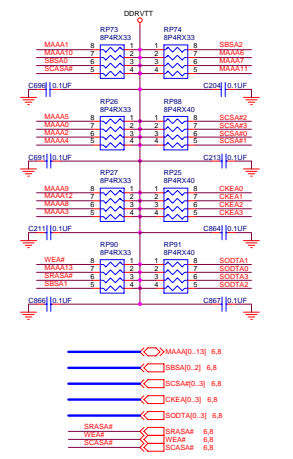 DDRVTT
RP73 RP74
8P4RX33 8P4RX33
MAAA1 8 1 1 8 SBSA2
MAAA10 7 2 2 7 MAAA6
SBSA0 6 3 3 6 MAAA7
SCASA# 5 4 4 5 MAAA11
C696 0.1UF C204 0.1UF
RP26 RP88
8P4RX33 8P4RX40
MAAA5 8 1 1 8 SCSA#2
MAAA0 7 2 2 7 SCSA#3
MAAA2 6 3 3 6 SCSA#0
MAAA4 5 4 4 5 SCSA#1
C691 0.1UF C213 0.1UF
RP27 RP25
8P4RX33 8P4RX40
MAAA9 8 1 1 8 CKEA0
MAAA12 7 2 2 7 CKEA1
MAAA8 6 3 3 6 CKEA2
MAAA3 5 4 4 5 CKEA3
C211 0.1UF C864 0.1UF
RP90 RP91
8P4RX33 8P4RX40
WEA# 8 1 1 8 SODTA1
MAAA13 7 2 2 7 SODTA0
SRASA# 6 3 3 6 SODTA3
SBSA1 5 4 4 5 SODTA2
C866 0.1UF C867 0.1UF
MAAA[0..13] 6,8
SBSA[0..2] 6,8
SCSA#[0..3] 6,8
CKEA[0..3] 6,8
SODTA[0..3] 6,8
SRASA# SRASA# 6,8
WEA# WEA# 6,8
SCASA# SCASA# 6,8